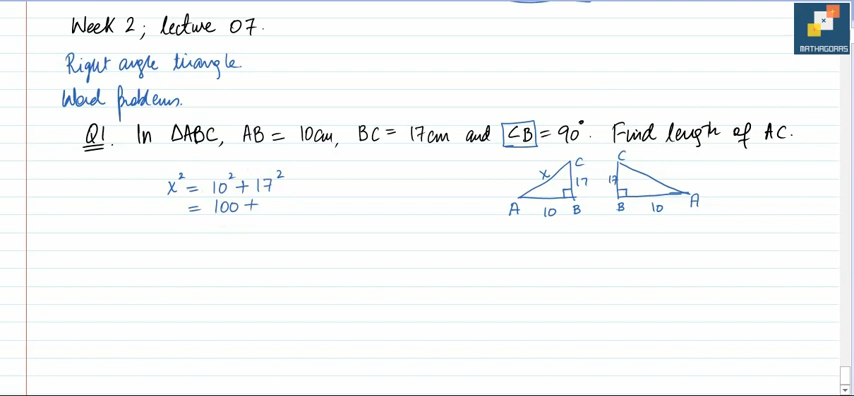 Week 2; lecture 07.
MATHAGORAS
Right angle triangle.
Word problems.
Q1. In ΔABC, AB = 10cm, BC = 17cm and ∠B = 90°. Find length of AC.
x² = 10² + 17²
= 100 +
x C 17 A 10 B
C 17 B 10 A